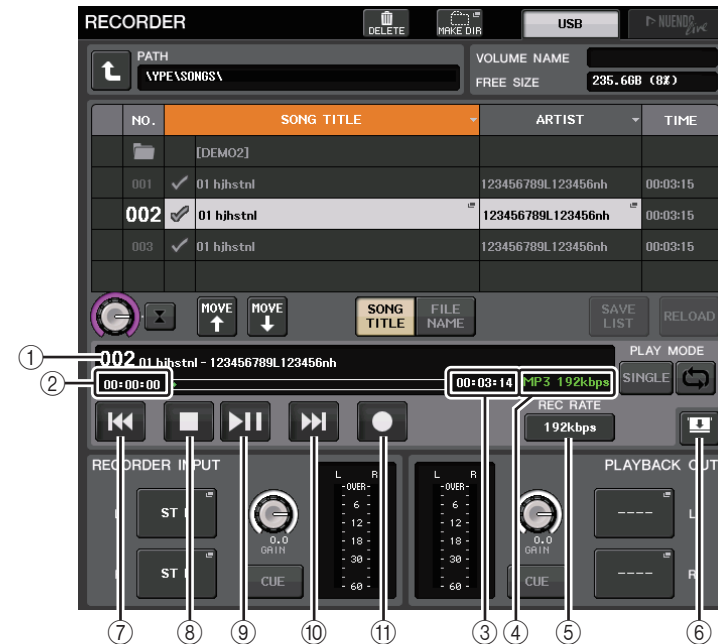 RECORDER
DELETE
MAKE DIR
USB
NUENDO live
PATH
\YPE\SONGS\
VOLUME NAME
FREE SIZE
235.6GB (8%)
NO.
SONG TITLE
ARTIST
TIME
[DEMO2]
001 01 hjhstnl 123456789L123456nh 00:03:15
002 01 hjhstnl 123456789L123456nh 00:03:15
003 01 hjhstnl 123456789L123456nh 00:03:15
MOVE
MOVE
SONG TITLE
FILE NAME
SAVE LIST
RELOAD
① 002 01 hjhstnl - 123456789L123456nh
PLAY MODE
② 00:00:00
00:03:14
MP3 192kbps
SINGLE
REC RATE
192kbps
RECORDER INPUT
PLAYBACK OUT
ST
ST
0.0
GAIN
CUE
L R
-OVER-
- 6 -
- 12 -
- 18 -
- 30 -
- 60 -
L R
-OVER-
- 6 -
- 12 -
- 18 -
- 30 -
- 60 -
0.0
GAIN
CUE
---- L
---- R
⑦ ⑧ ⑨ ⑩ ⑪ ③ ④ ⑤ ⑥